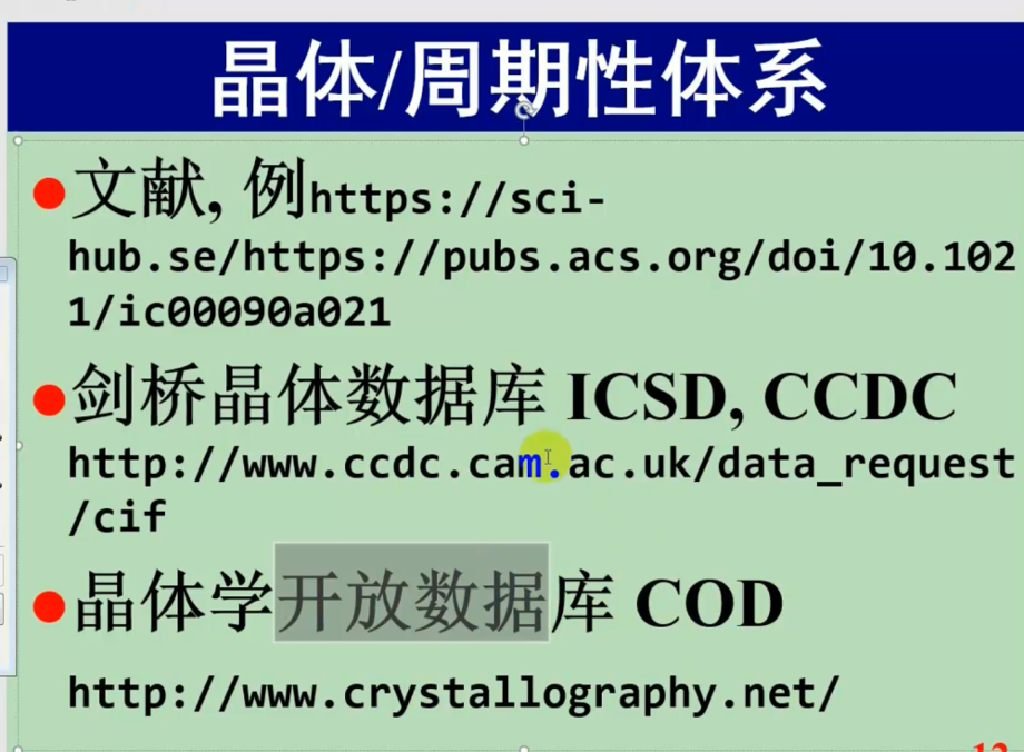 晶体/周期性体系
文献, 例https://sci-
hub.se/https://pubs.acs.org/doi/10.102
1/ic00090a021
剑桥晶体数据库 ICSD, CCDC
http://www.ccdc.cam.ac.uk/data_request
/cif
晶体学开放数据库 COD
http://www.crystallography.net/